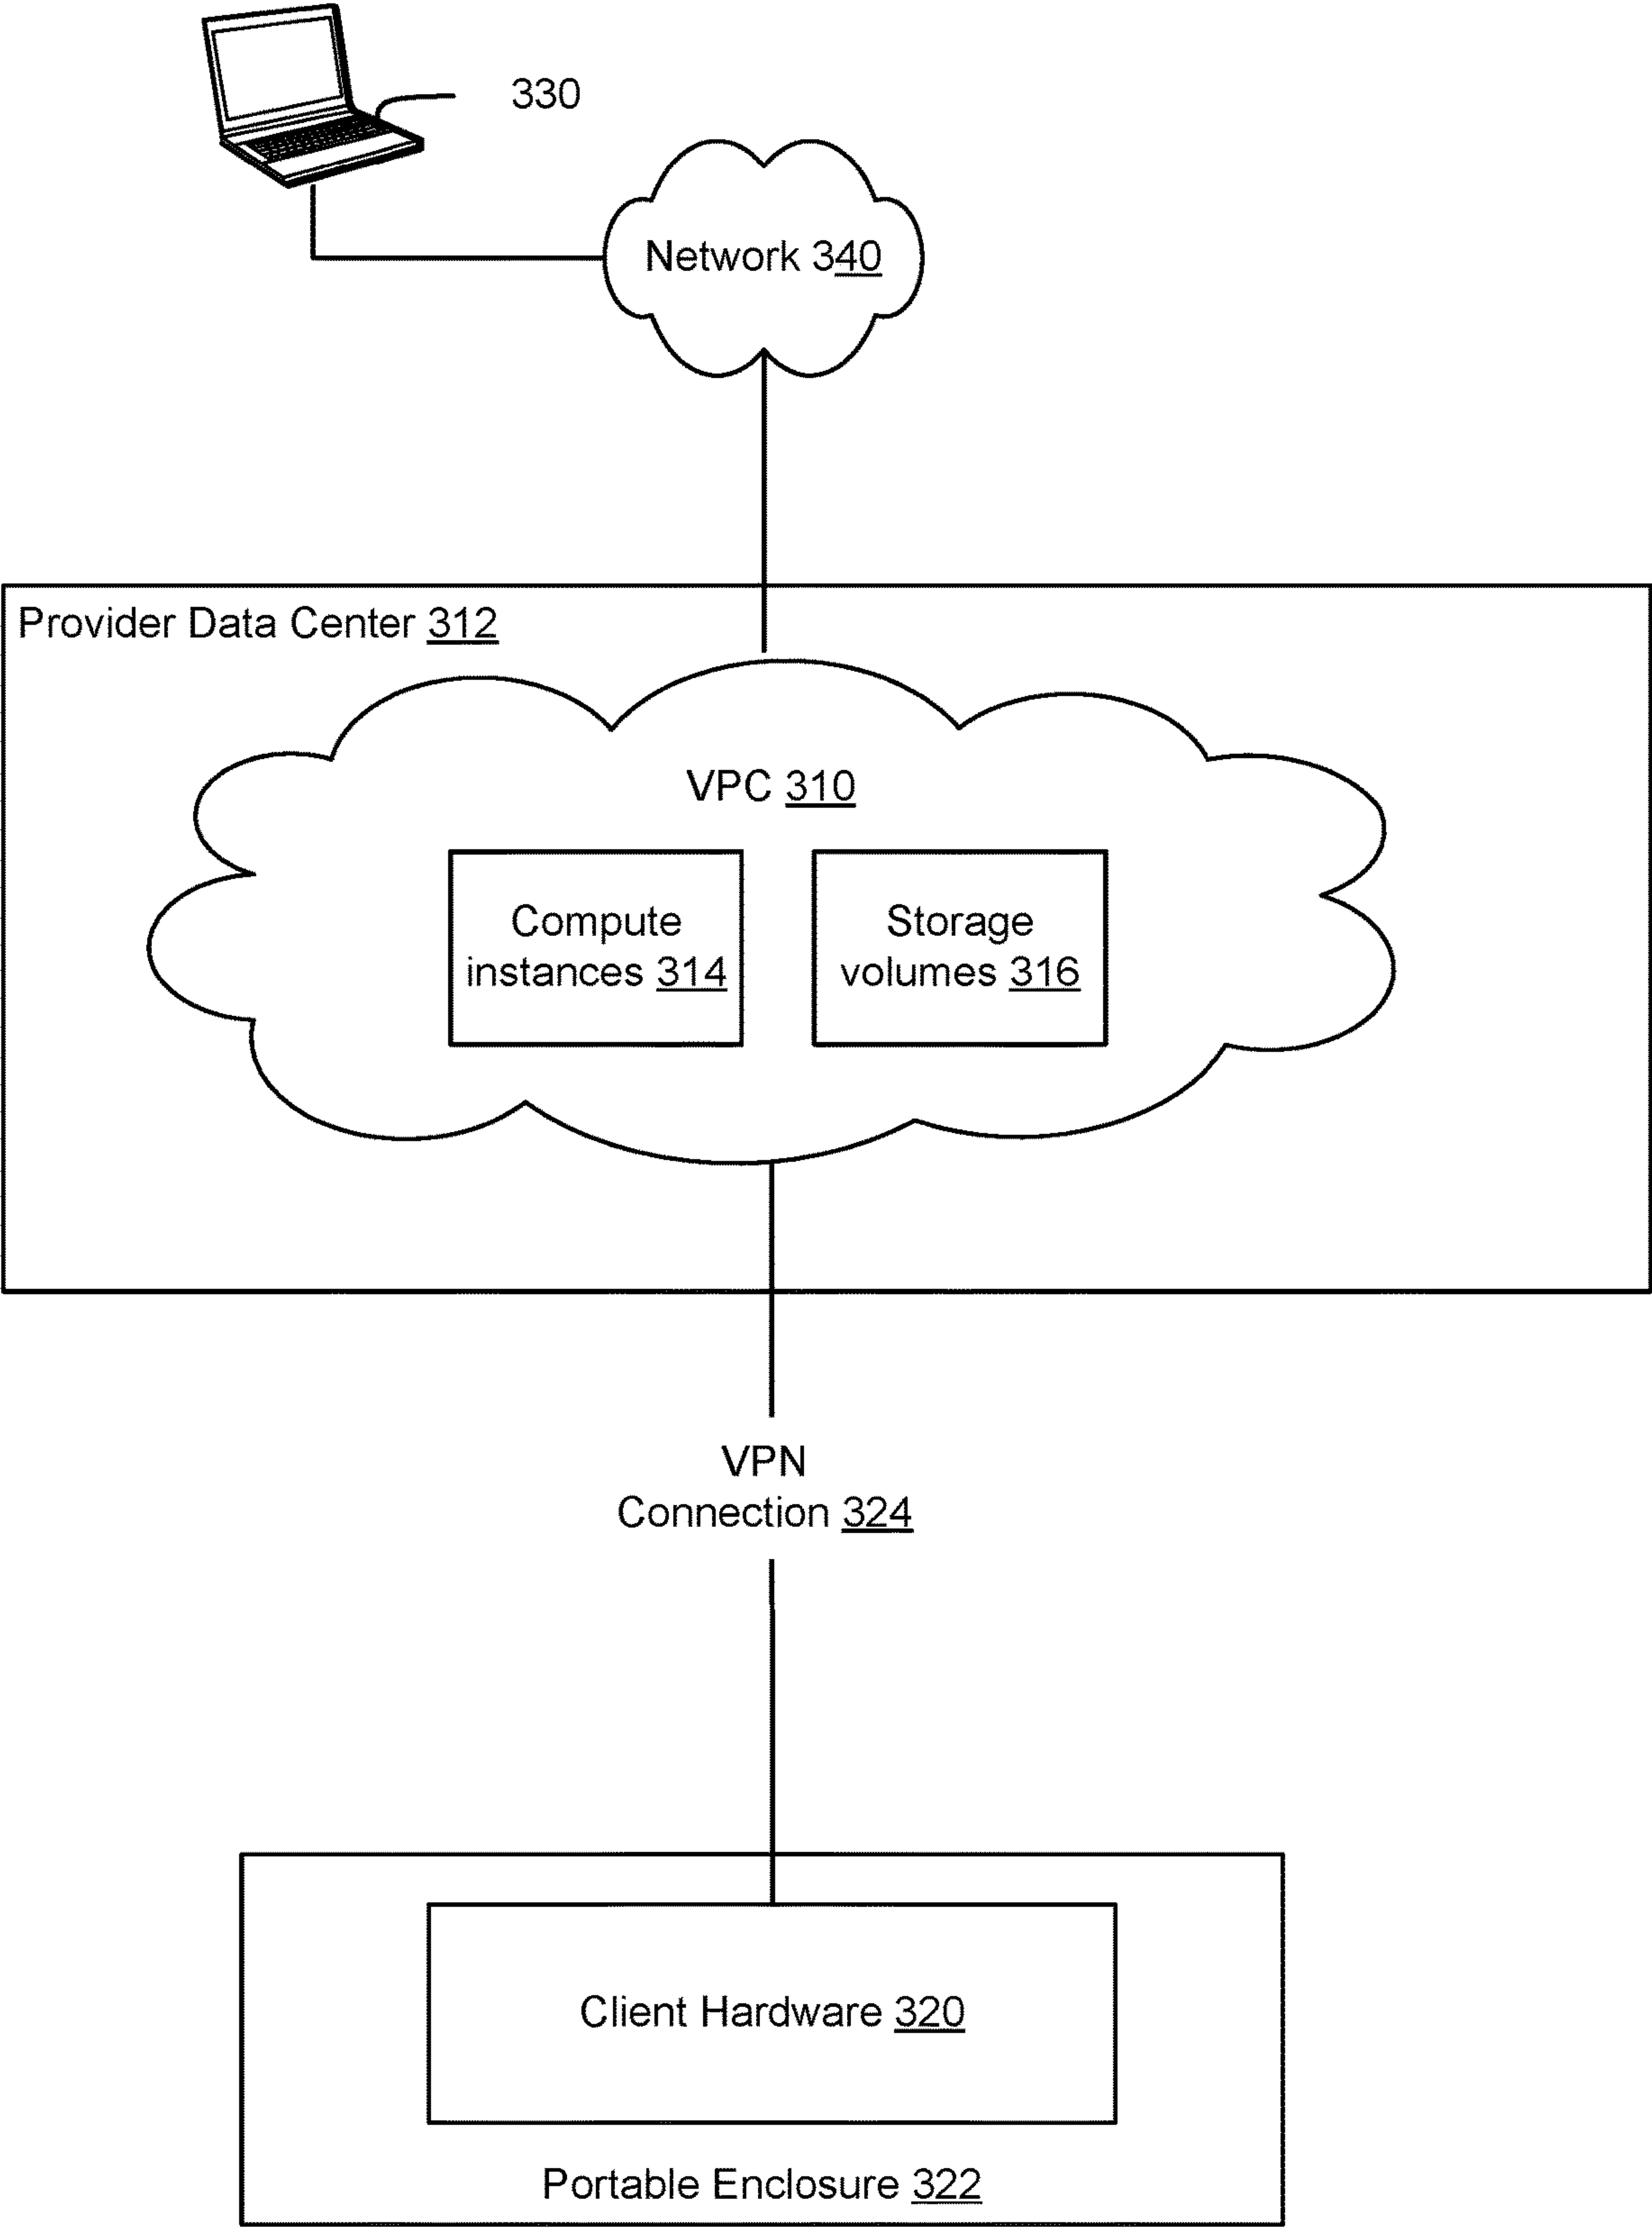 330
Network 340
Provider Data Center 312
VPC 310
Compute
instances 314
Storage
volumes 316
VPN
Connection 324
Client Hardware 320
Portable Enclosure 322